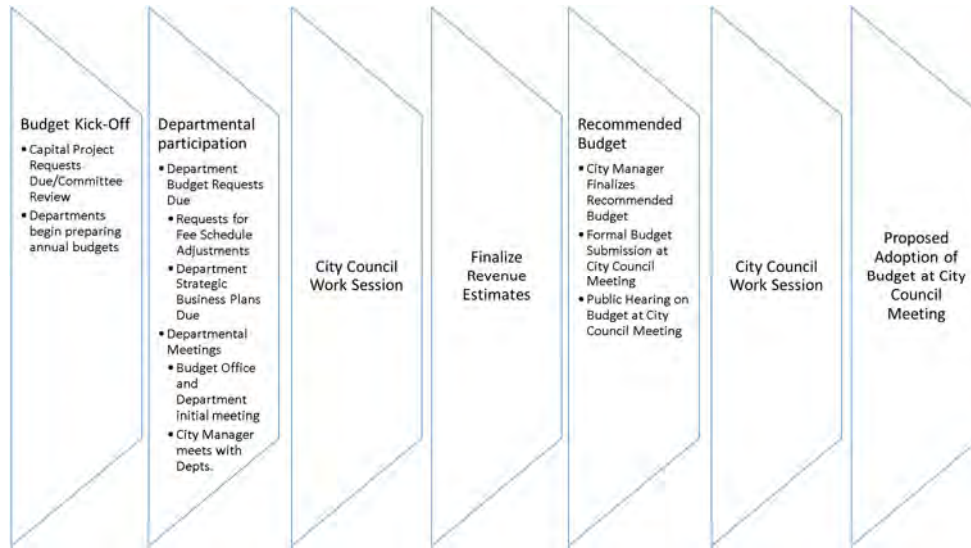 Budget Kick-Off
▪ Capital Project
Requests
Due/Committee
Review
▪ Departments
begin preparing
annual budgets
Departmental
participation
▪ Department
Budget Requests
Due
▪ Requests for
Fee Schedule
Adjustments
▪ Department
Strategic
Business Plans
Due
▪ Departmental
Meetings
▪ Budget Office
and
Department
initial meeting
▪ City Manager
meets with
Depts.
City Council
Work Session
Finalize
Revenue
Estimates
Recommended
Budget
▪ City Manager
Finalizes
Recommended
Budget
▪ Formal Budget
Submission at
City Council
Meeting
▪ Public Hearing on
Budget at City
Council Meeting
City Council
Work Session
Proposed
Adoption of
Budget at City
Council
Meeting